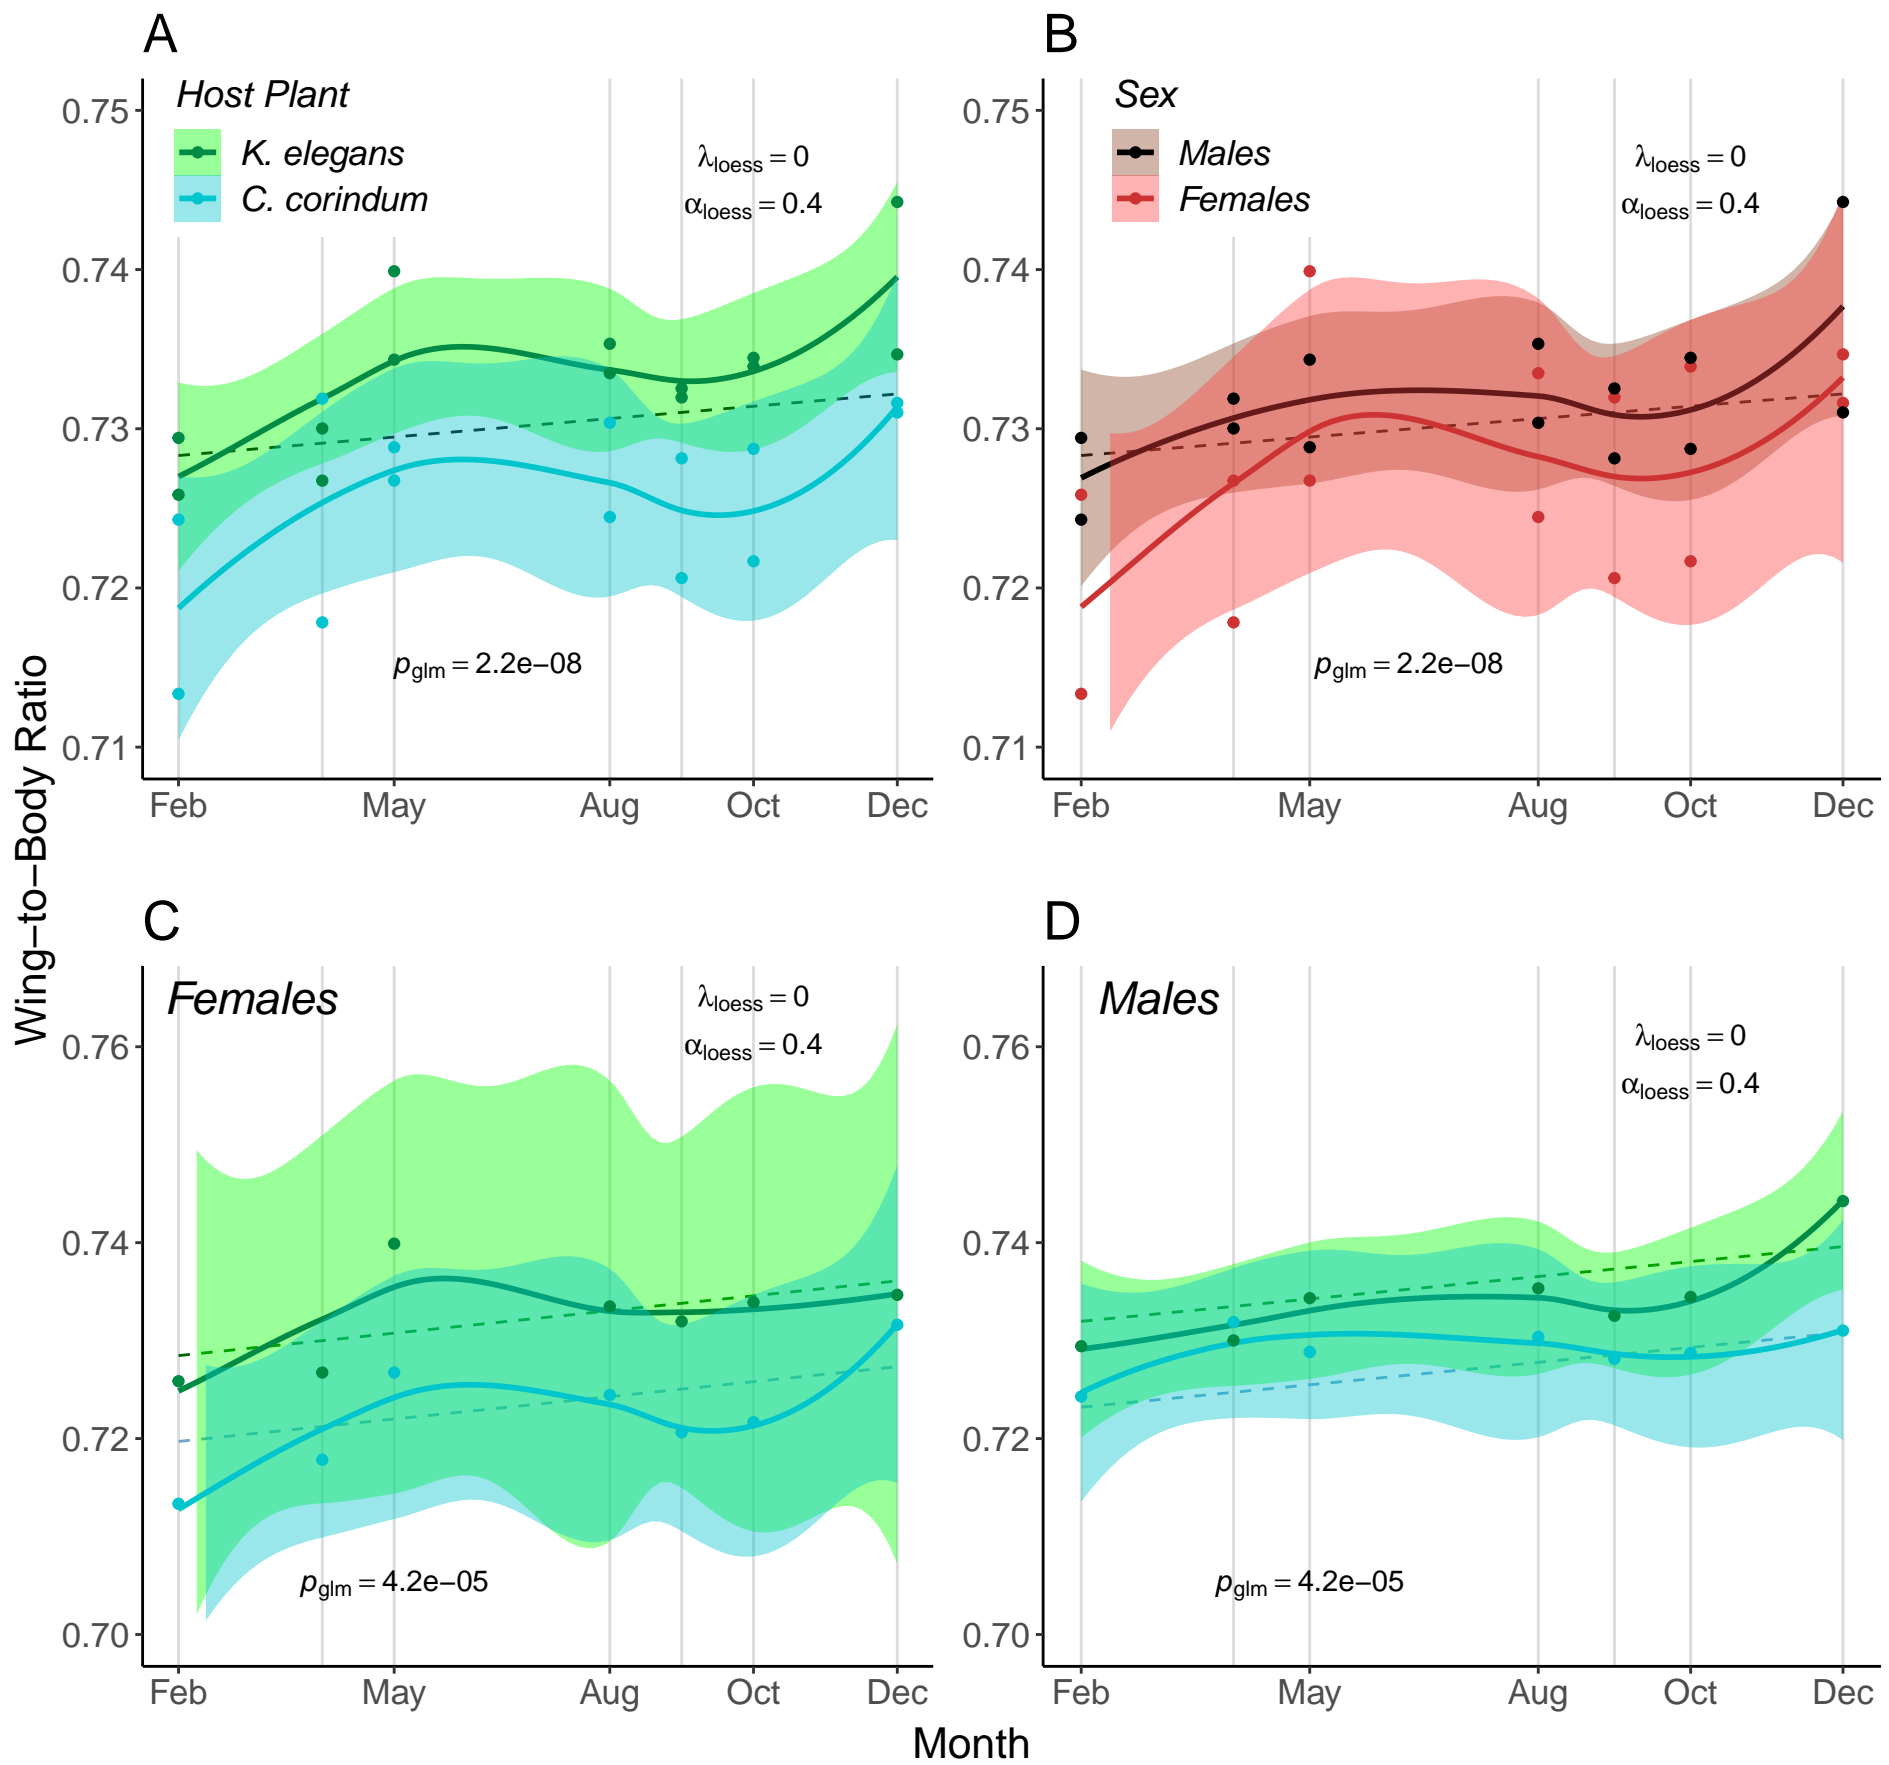 A
Host Plant
K. elegans
C. corindum
λloess = 0
αloess = 0.4
pglm = 2.2e−08
0.75
0.74
0.73
0.72
0.71
Feb May Aug Oct Dec
B
Sex
Males
Females
λloess = 0
αloess = 0.4
pglm = 2.2e−08
0.75
0.74
0.73
0.72
0.71
Feb May Aug Oct Dec
Wing−to−Body Ratio
C
Females
λloess = 0
αloess = 0.4
pglm = 4.2e−05
0.76
0.74
0.72
0.70
Feb May Aug Oct Dec
D
Males
λloess = 0
αloess = 0.4
pglm = 4.2e−05
0.76
0.74
0.72
0.70
Feb May Aug Oct Dec
Month